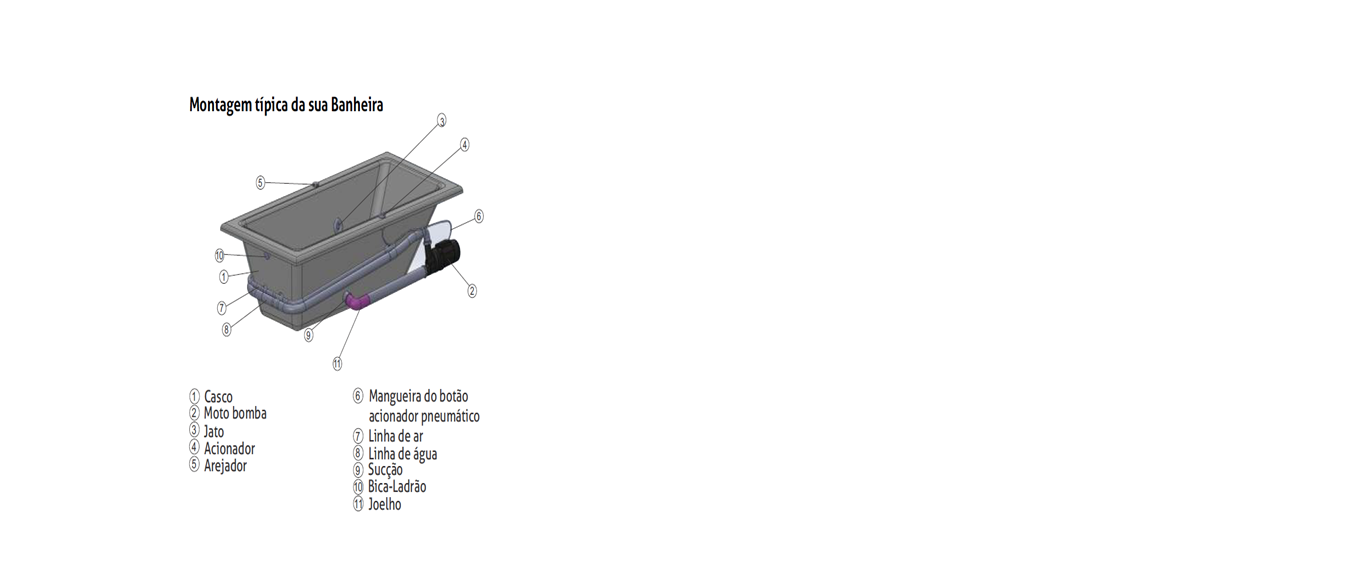 Montagem típica da sua Banheira
3
4
5
6
10
1
2
7
8
9
11
1 Casco
2 Moto bomba
3 Jato
4 Acionador
5 Arejador
6 Mangueira do botão
acionador pneumático
7 Linha de ar
8 Linha de água
9 Sucção
10 Bica-Ladrão
11 Joelho